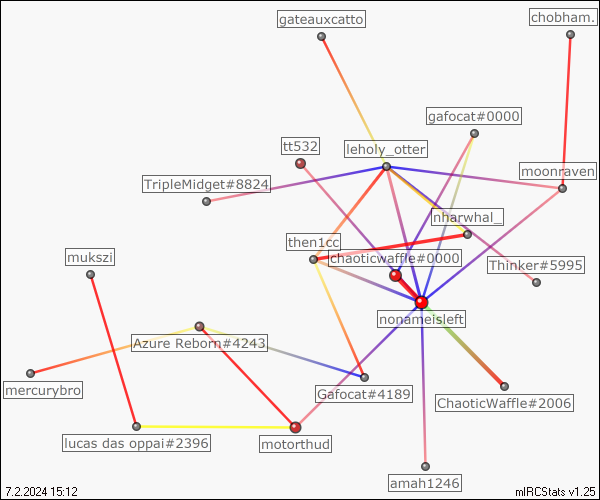 gateauxcatto
chobham.
gafocat#0000
tt532
leholy_otter
moonraven
TripleMidget#8824
nharwhal_
then1cc
chaoticwaffle#0000
mukszi
Thinker#5995
nonameisleft
Azure Reborn#4243
mercurybro
Gafocat#4189
ChaoticWaffle#2006
lucas das oppai#2396
motorthud
amah1246
7.2.2024 15:12
mIRCStats v1.25